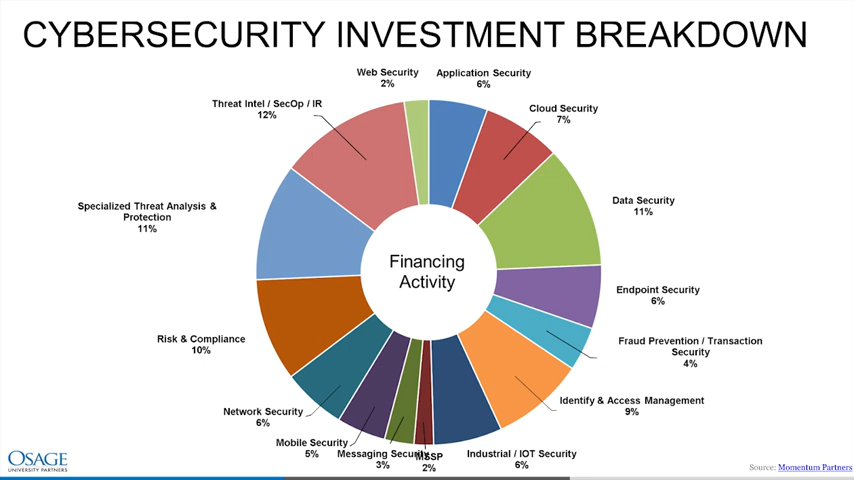 CYBERSECURITY INVESTMENT BREAKDOWN
Web Security
2%
Application Security
6%
Threat Intel / SecOp / IR
12%
Cloud Security
7%
Specialized Threat Analysis &
Protection
11%
Data Security
11%
Financing
Activity
Endpoint Security
6%
Risk & Compliance
10%
Fraud Prevention / Transaction
Security
4%
Identify & Access Management
9%
Network Security
6%
Mobile Security
5%
Messaging Security
3%
MSSP
2%
Industrial / IOT Security
6%
OSAGE
UNIVERSITY PARTNERS
Source: Momentum Partners